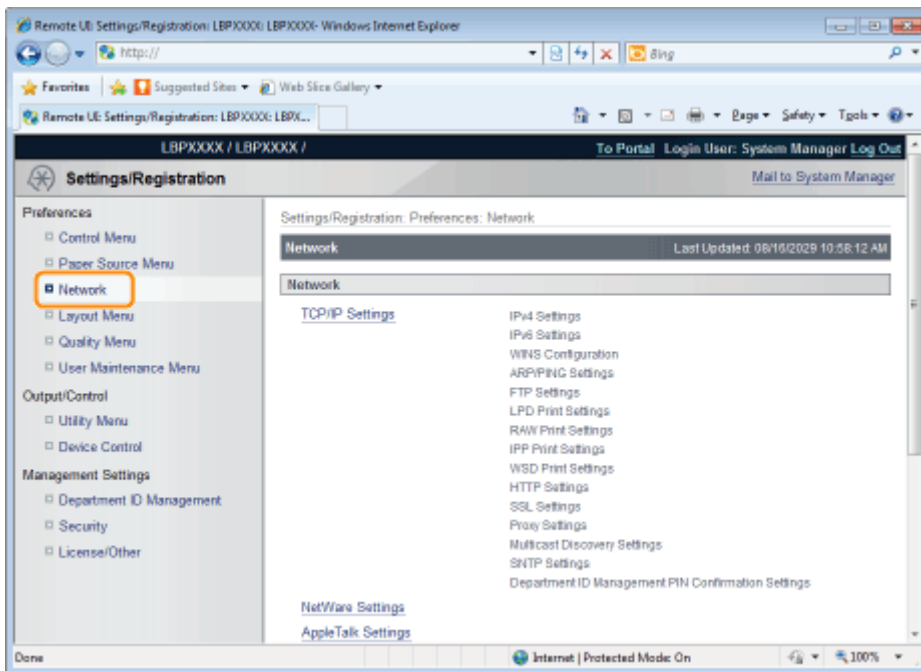 Remote UI: Settings/Registration: LBPXXXX: LBPXXXX- Windows Internet Explorer
http://
Bing
Favorites Suggested Sites Web Slice Gallery
Remote UI: Settings/Registration: LBPXXXX: LBPX... Page Safety Tools
LBPXXXX / LBPXXXX / To Portal Login User: System Manager Log Out
Settings/Registration Mail to System Manager
Preferences
Control Menu
Paper Source Menu
Network
Layout Menu
Quality Menu
User Maintenance Menu
Output/Control
Utility Menu
Device Control
Management Settings
Department ID Management
Security
License/Other
Settings/Registration: Preferences: Network
Network Last Updated: 08/16/2029 10:58:12 AM
Network
TCP/IP Settings
IPv4 Settings
IPv6 Settings
WINS Configuration
ARP/PING Settings
FTP Settings
LPD Print Settings
RAW Print Settings
IPP Print Settings
WSD Print Settings
HTTP Settings
SSL Settings
Proxy Settings
Multicast Discovery Settings
SNTP Settings
Department ID Management PIN Confirmation Settings
NetWare Settings
AppleTalk Settings
Done Internet | Protected Mode: On 100%